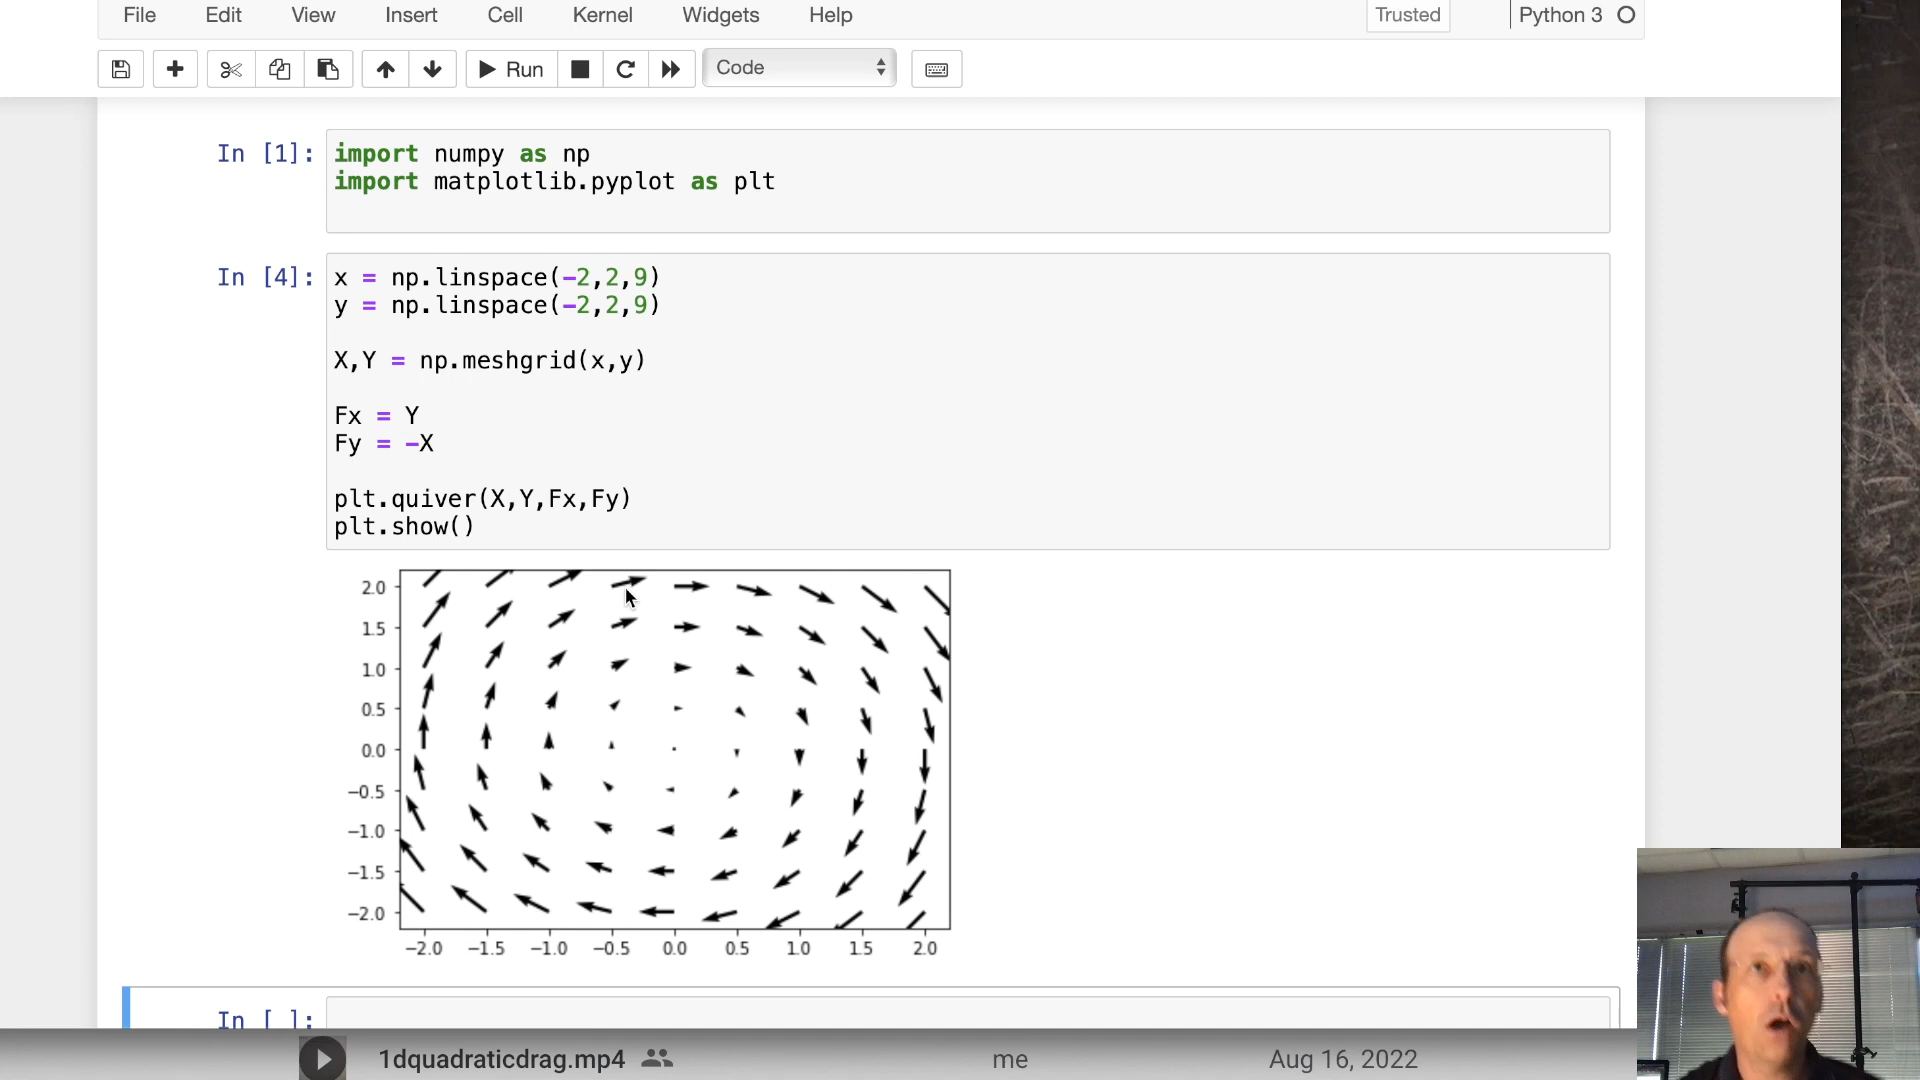 File Edit View Insert Cell Kernel Widgets Help Trusted Python 3
Run Code
In [1]: import numpy as np
import matplotlib.pyplot as plt
In [4]: x = np.linspace(-2,2,9)
y = np.linspace(-2,2,9)
X,Y = np.meshgrid(x,y)
Fx = Y
Fy = -X
plt.quiver(X,Y,Fx,Fy)
plt.show()
2.0
1.5
1.0
0.5
0.0
−0.5
−1.0
−1.5
−2.0
−2.0 −1.5 −1.0 −0.5 0.0 0.5 1.0 1.5 2.0
In [ ]:
1dquadraticdrag.mp4 me Aug 16, 2022